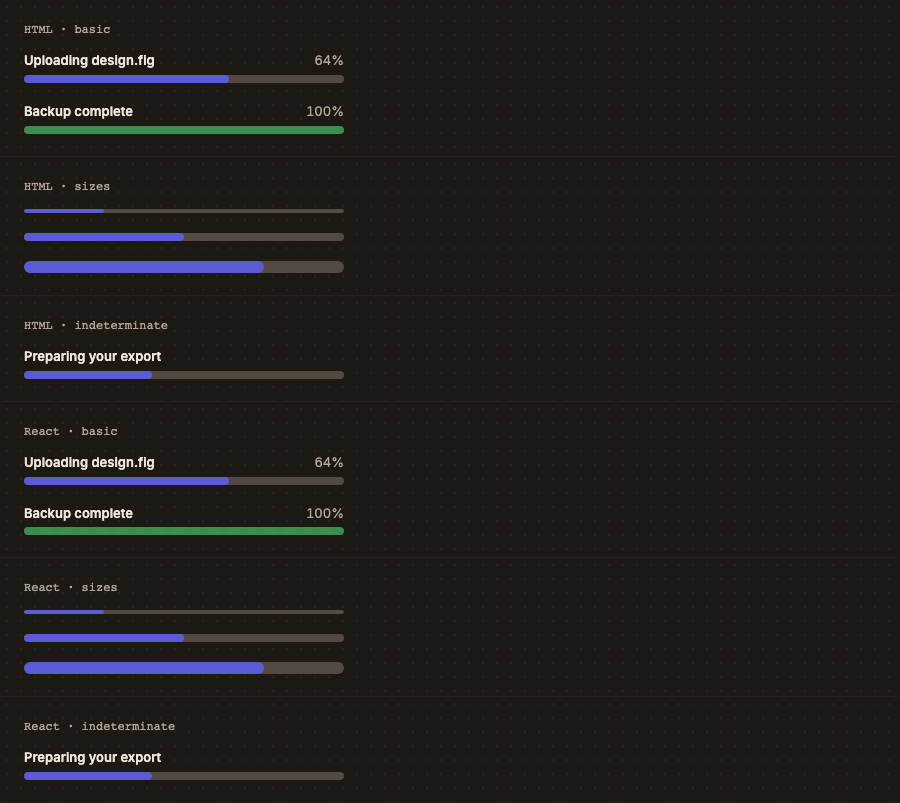 HTML · basic
Uploading design.fig 64%
Backup complete 100%
HTML · sizes
HTML · indeterminate
Preparing your export
React · basic
Uploading design.fig 64%
Backup complete 100%
React · sizes
React · indeterminate
Preparing your export